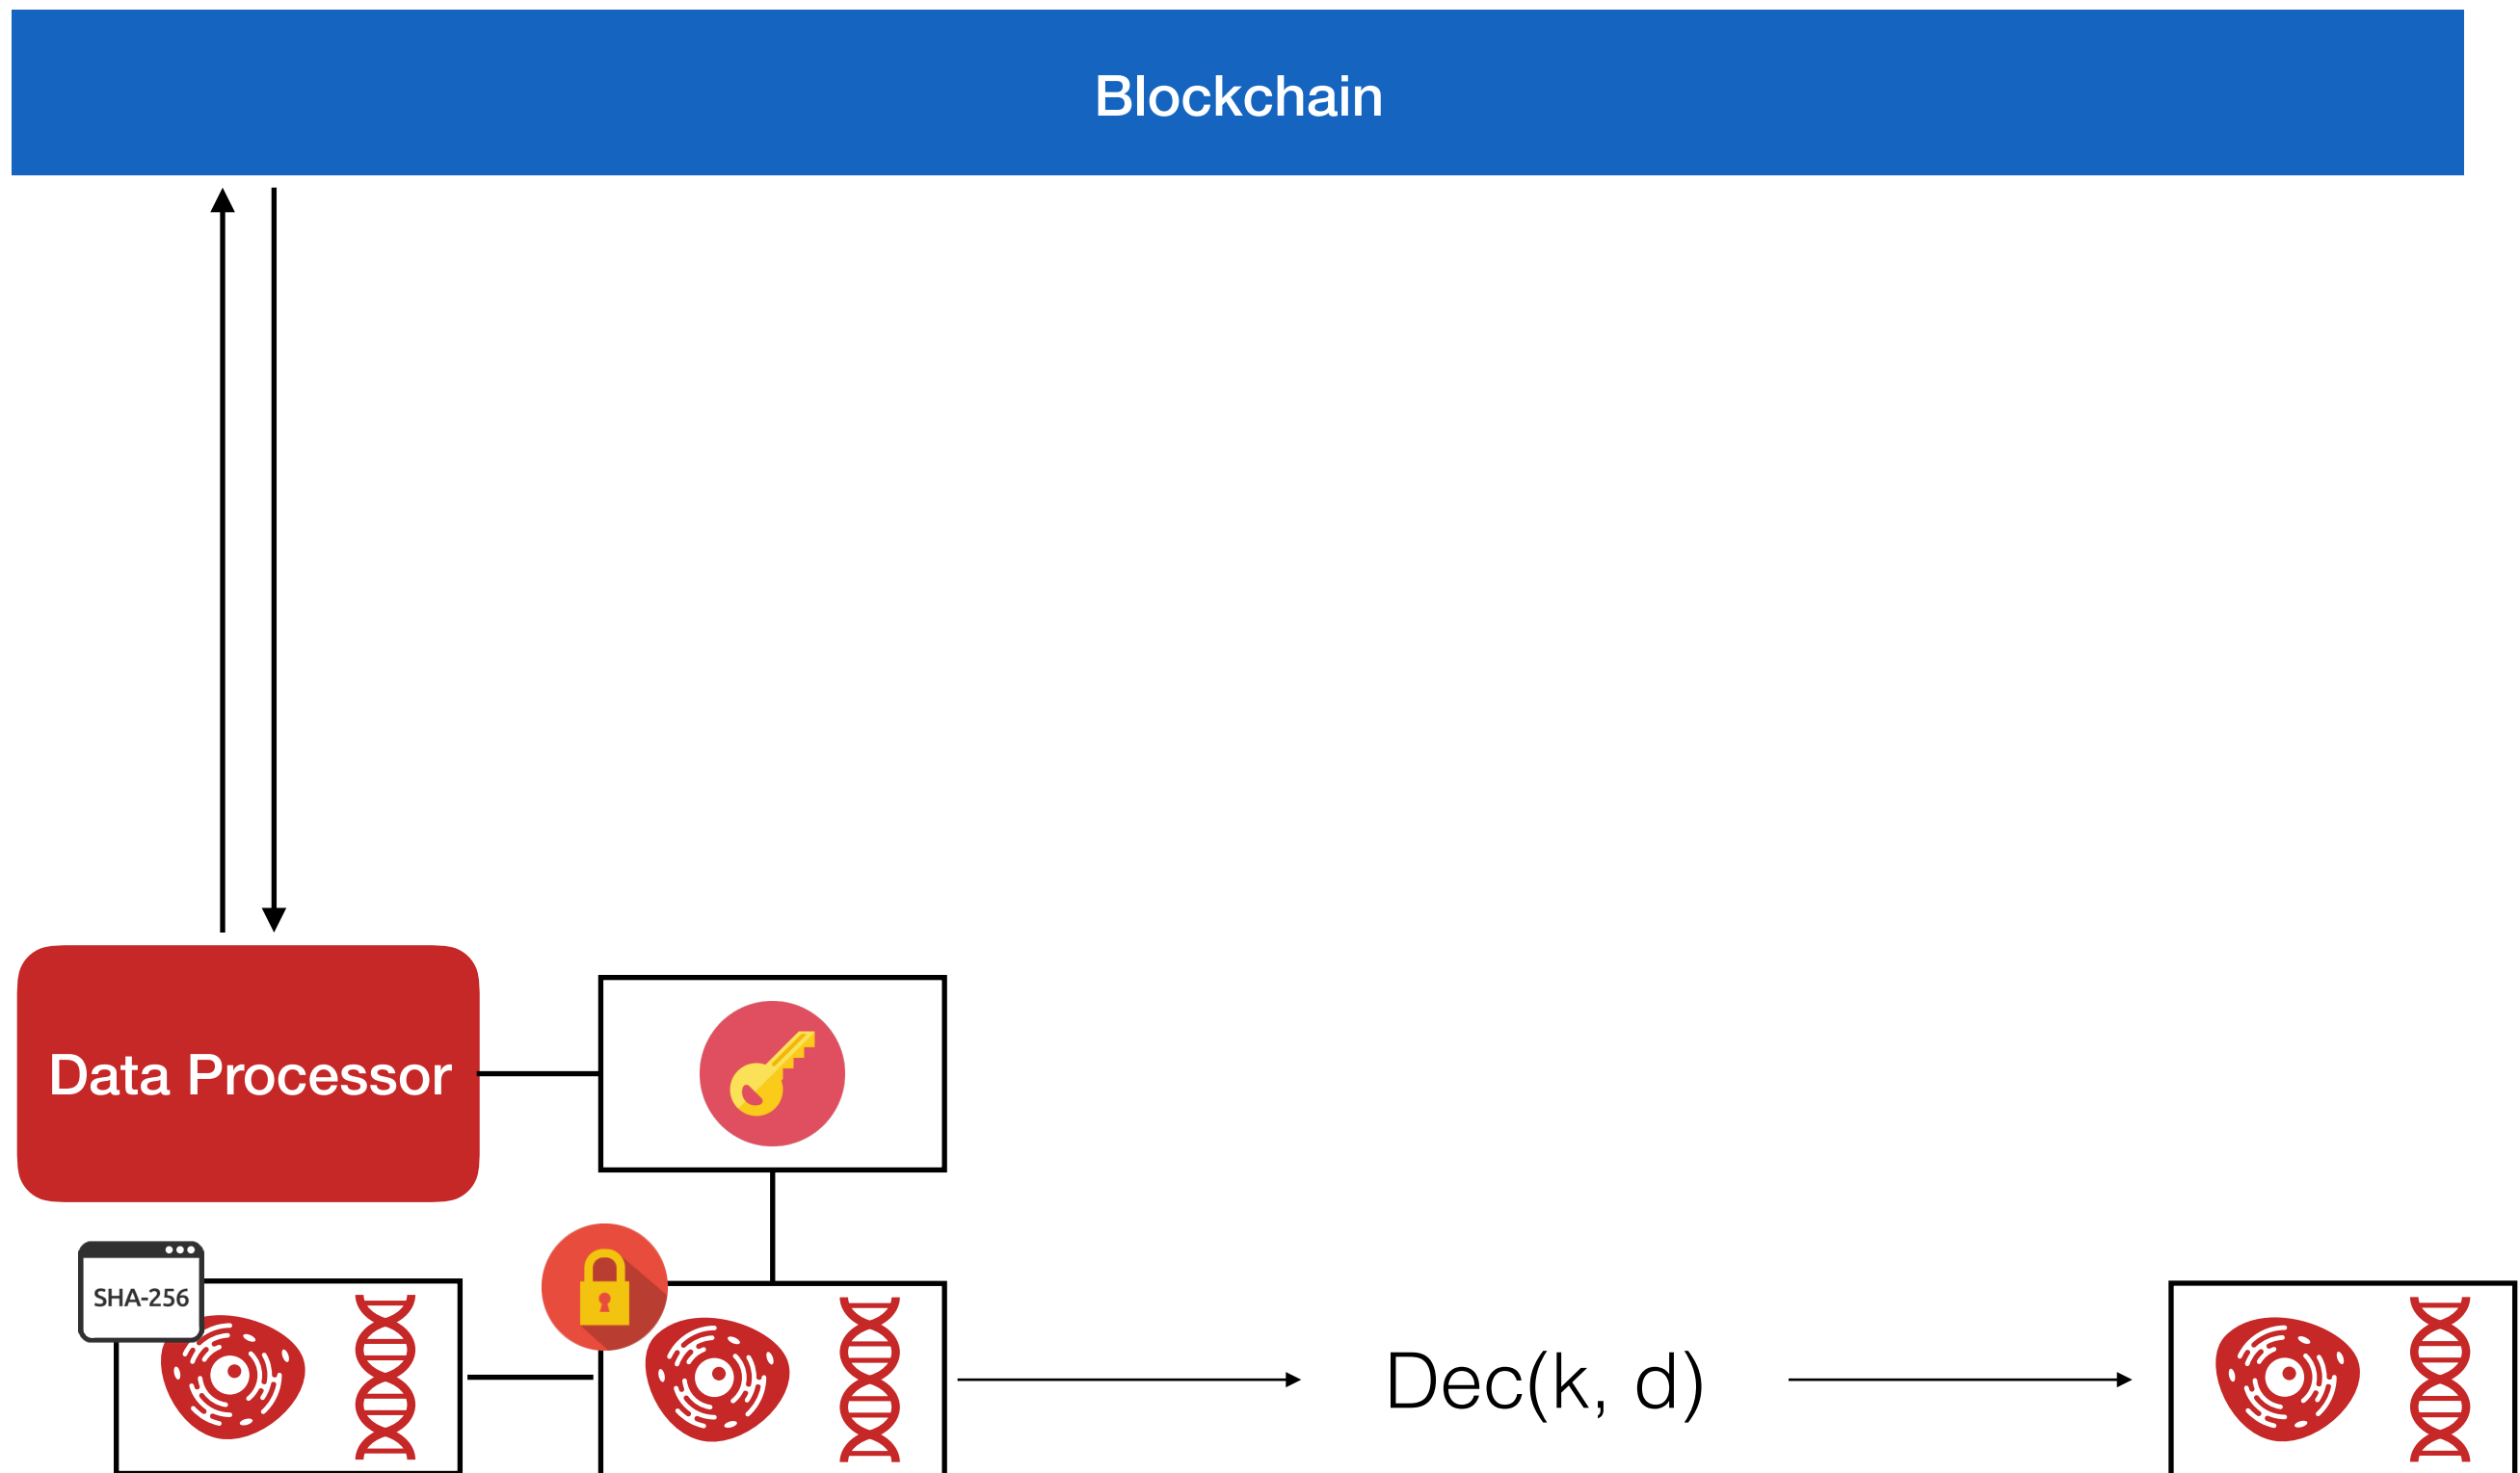 Blockchain
Data Processor
SHA-256
Dec(k, d)